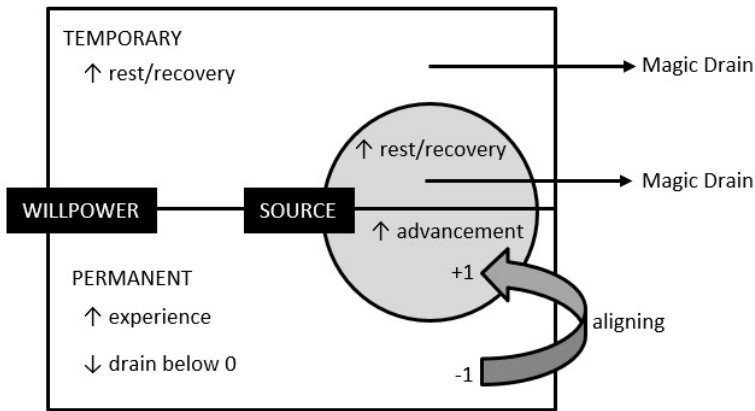 TEMPORARY
↑ rest/recovery
Magic Drain
↑ rest/recovery
Magic Drain
WILLPOWER
SOURCE
↑ advancement
PERMANENT
+1
↑ experience
aligning
↓ drain below 0
-1